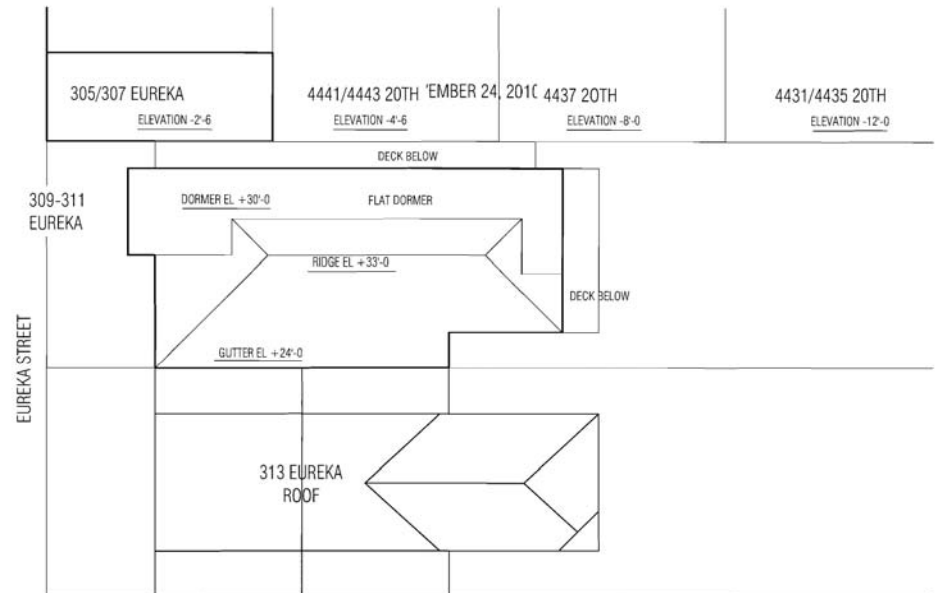 305/307 EUREKA
4441/4443 20TH
'EMBER 24, 2010
4437 20TH
4431/4435 20TH
ELEVATION -2'-6
ELEVATION -4'-6
ELEVATION -8'-0
ELEVATION -12'-0
DECK BELOW
309-311
EUREKA
DORMER EL +30'-0
FLAT DORMER
RIDGE EL +33'-0
DECK BELOW
GUTTER EL +24'-0
EUREKA STREET
313 EUREKA
ROOF